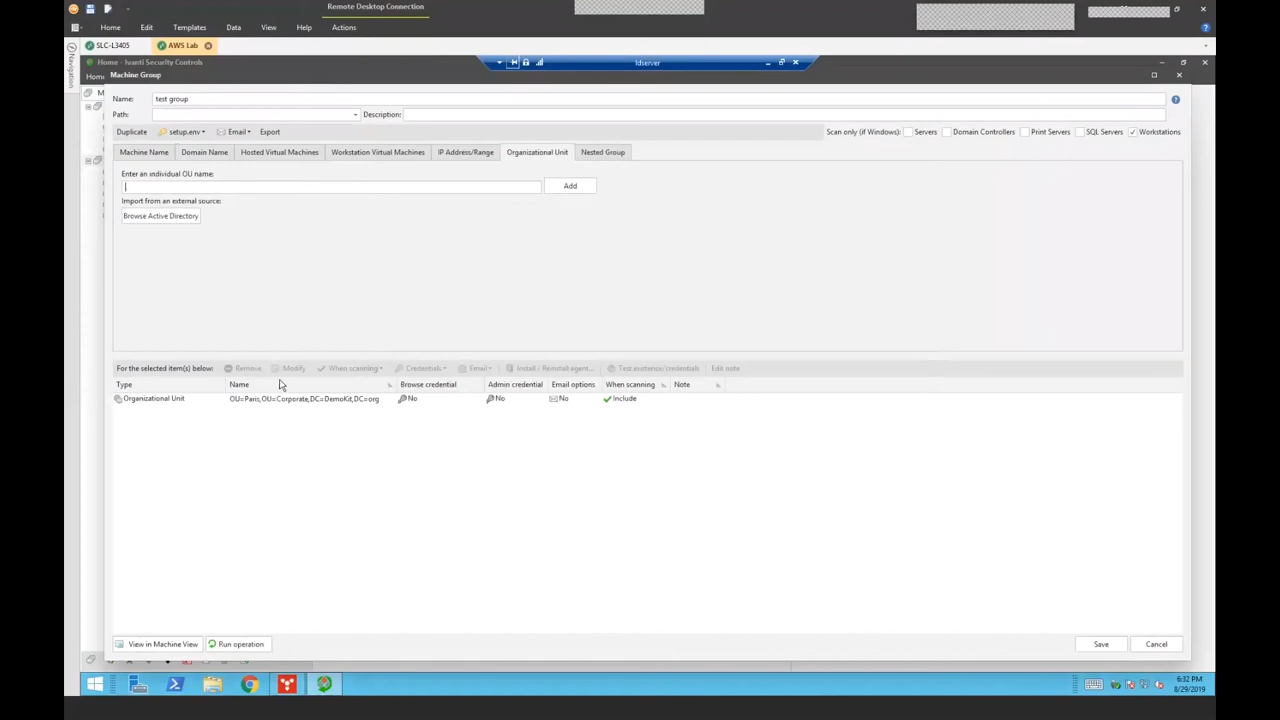 Remote Desktop Connection
Home Edit Templates Data View Help Actions
SLC-L3405 AWS Lab
Navigation
Home - Ivanti Security Controls
ldserver
Machine Group
Name: test group
Path: Description:
Duplicate setup.env Email Export Scan only (if Windows): Servers Domain Controllers Print Servers SQL Servers Workstations
Machine Name Domain Name Hosted Virtual Machines Workstation Virtual Machines IP Address/Range Organizational Unit Nested Group
Enter an individual OU name:
Add
Import from an external source:
Browse Active Directory
For the selected item(s) below: Remove Modify When scanning Credentials Email Install / Reinstall agent... Test existence/credentials Edit note
Type Name Browse credential Admin credential Email options When scanning Note
Organizational Unit OU=Paris,OU=Corporate,DC=DemoKit,DC=org No No No Include
View in Machine View Run operation Save Cancel
6:32 PM
8/29/2019